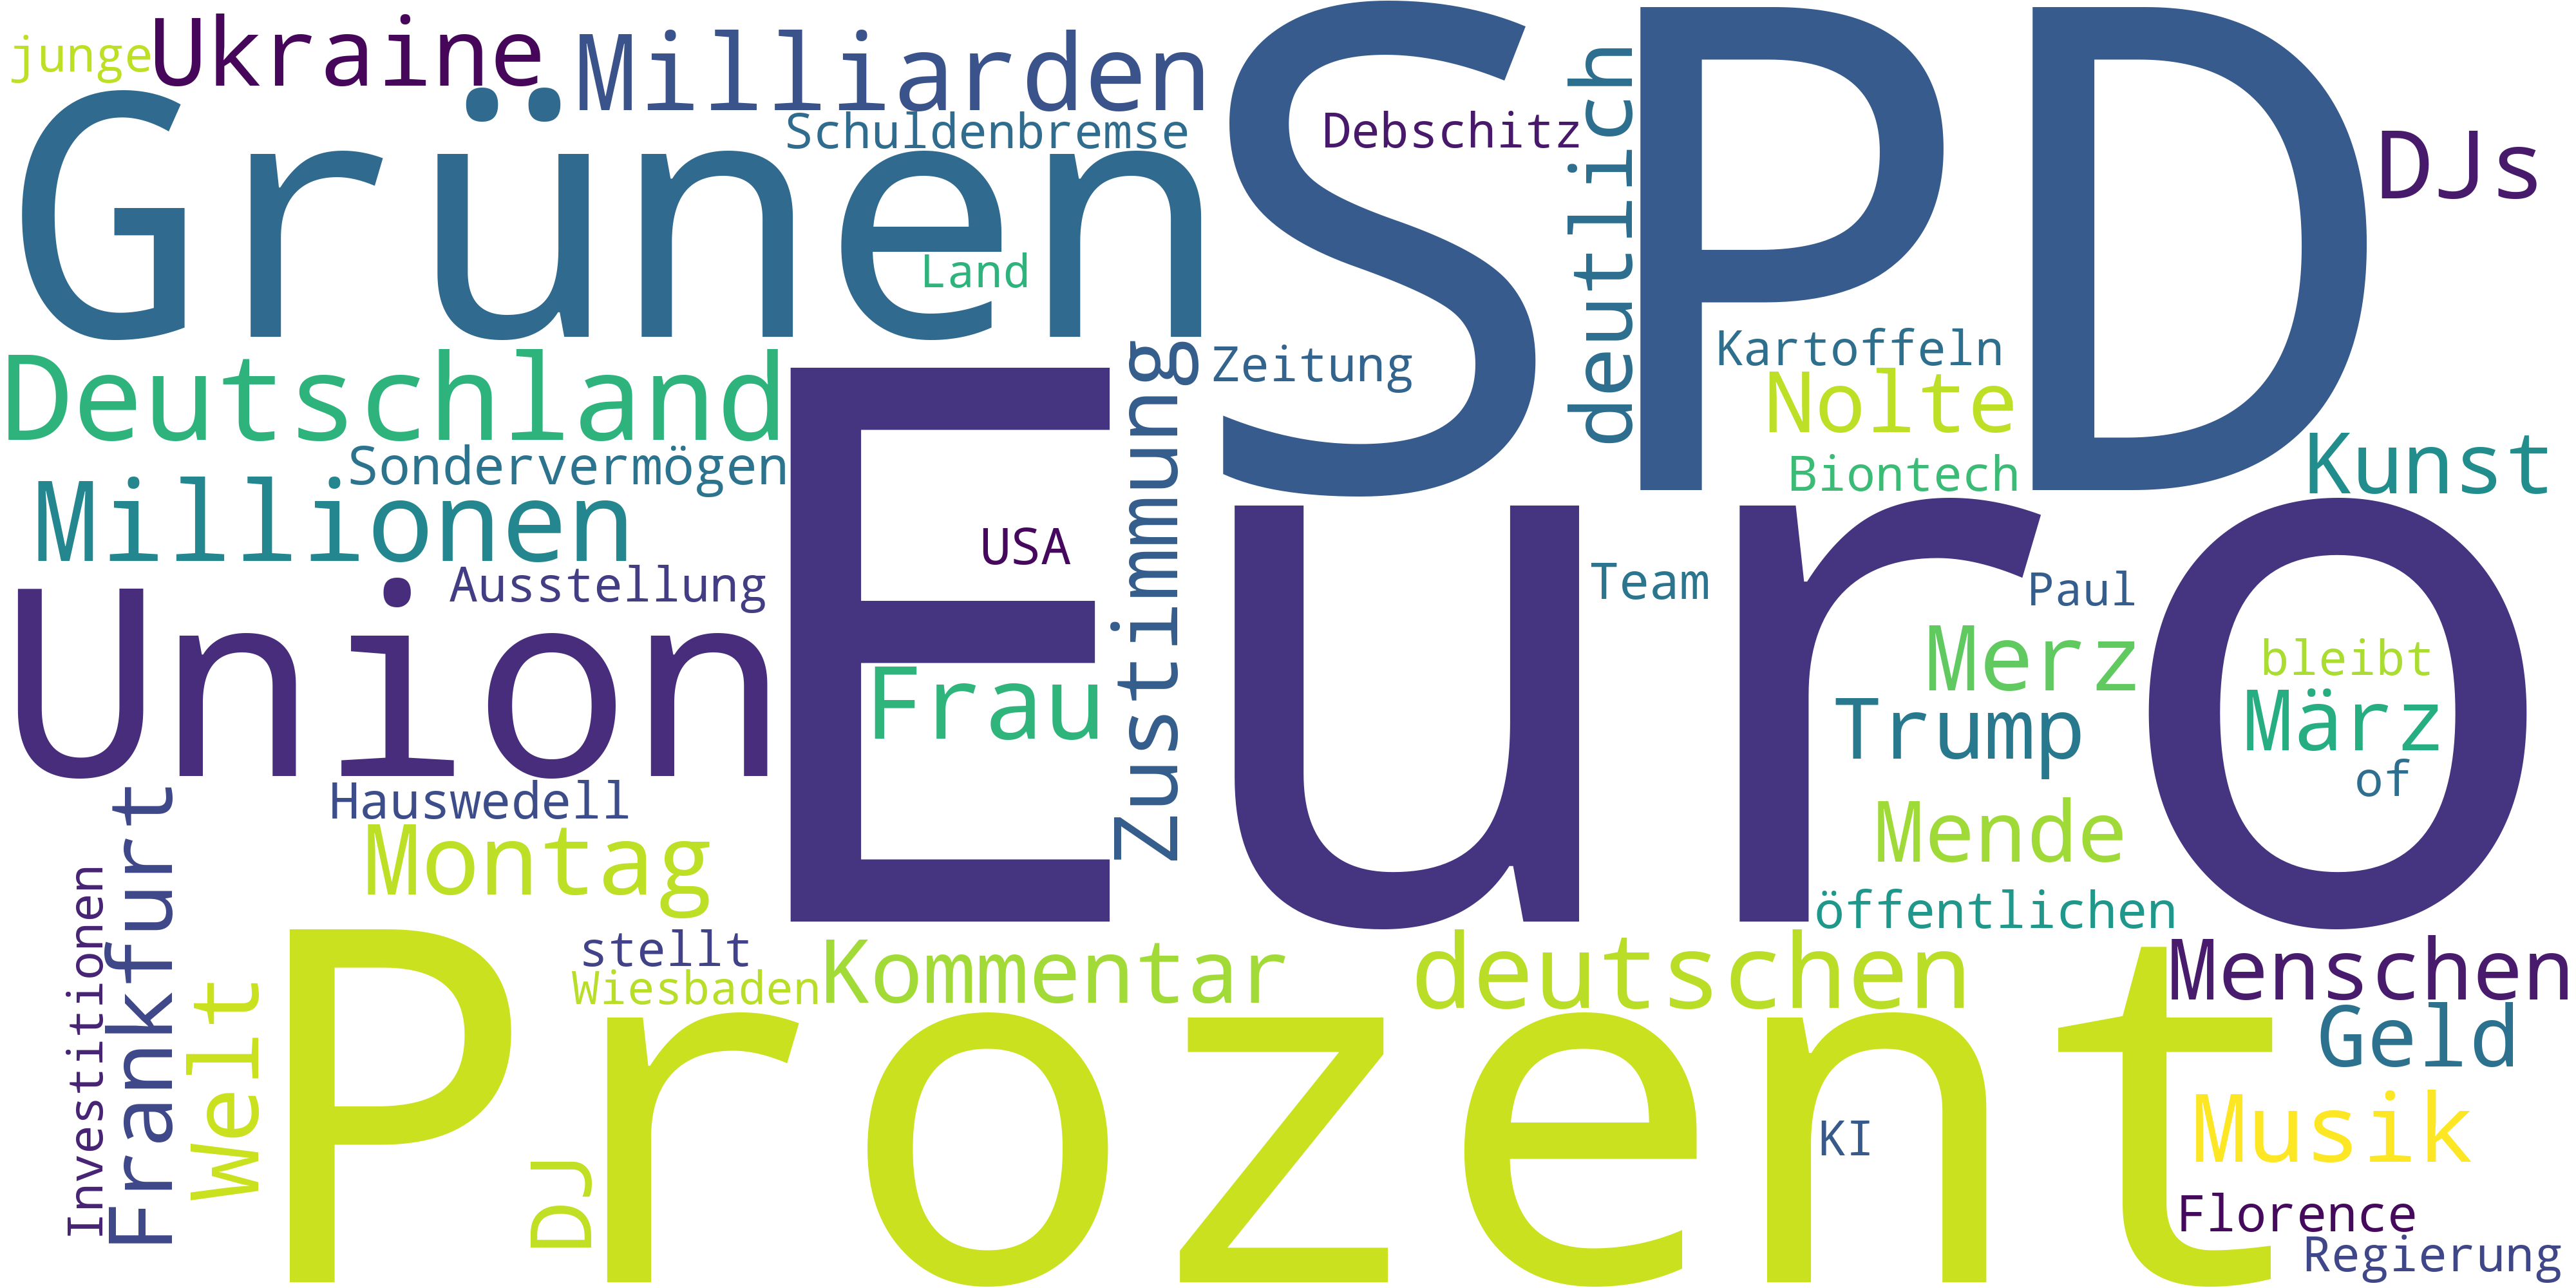 junge
Ukraine
Milliarden
Schuldenbremse
Grünen
Land
SPD
Debschitz
deutlich
DJs
Deutschland
Sondervermögen
Millionen
Zustimmung
Zeitung
Kartoffeln
Nolte
Biontech
Kunst
Euro
USA
Ausstellung
Union
Frau
Team
Paul
Merz
Trump
bleibt
März
of
Hauswedell
Montag
Mende
öffentlichen
Investitionen
Frankfurt
Welt
stellt
Wiesbaden
Kommentar
deutschen
Menschen
Geld
Prozent
DJ
KI
Musik
Florence
Regierung